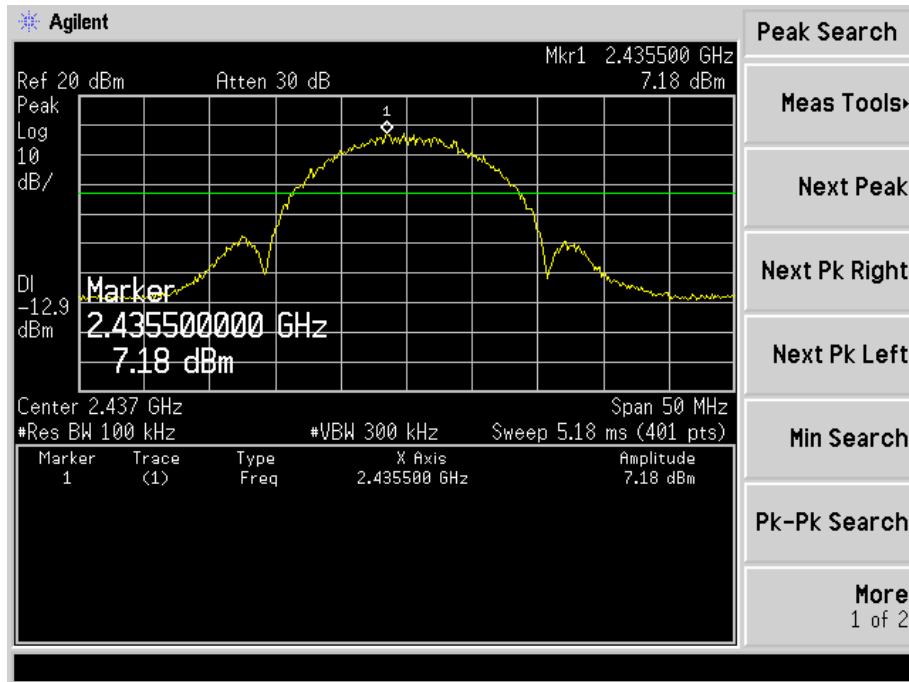 Agilent
Peak Search
Mkr1 2.435500 GHz
Ref 20 dBm Atten 30 dB 7.18 dBm
Peak
Log
10
dB/
1
Meas Tools
Next Peak
Next Pk Right
DI
-12.9
dBm
Marker
2.435500000 GHz
7.18 dBm
Next Pk Left
Center 2.437 GHz Span 50 MHz
#Res BW 100 kHz #VBW 300 kHz Sweep 5.18 ms (401 pts)
Min Search
Marker Trace Type X Axis Amplitude
1 (1) Freq 2.435500 GHz 7.18 dBm
Pk-Pk Search
More
1 of 2